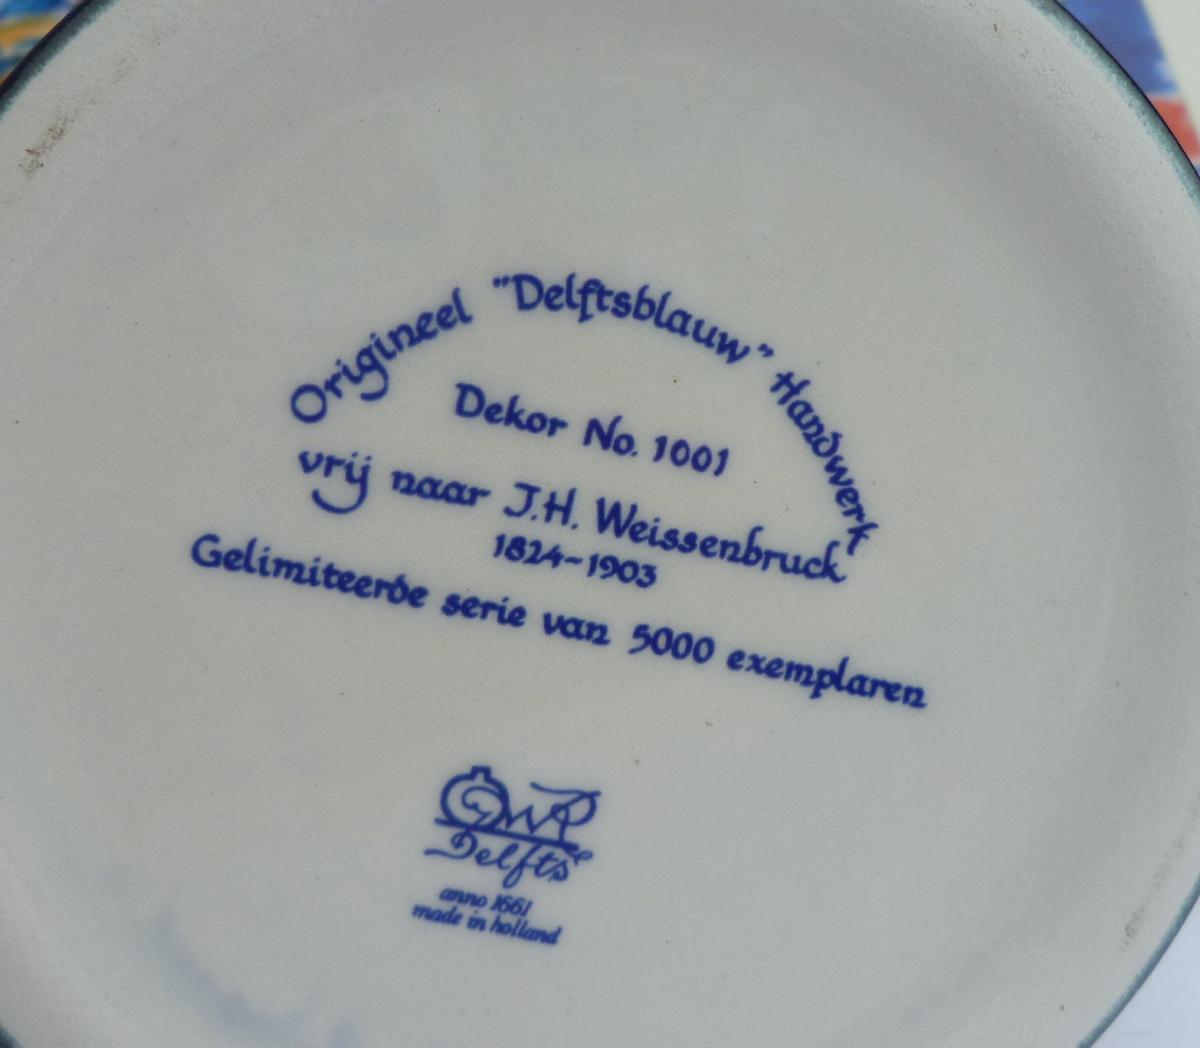 Origineel "Delftsblauw" Handwerk
Dekor No. 1001
vrij naar J.H. Weissenbruck
1824-1903
Gelimiteerde serie van 5000 exemplaren
Delfts
anno 1661
made in holland